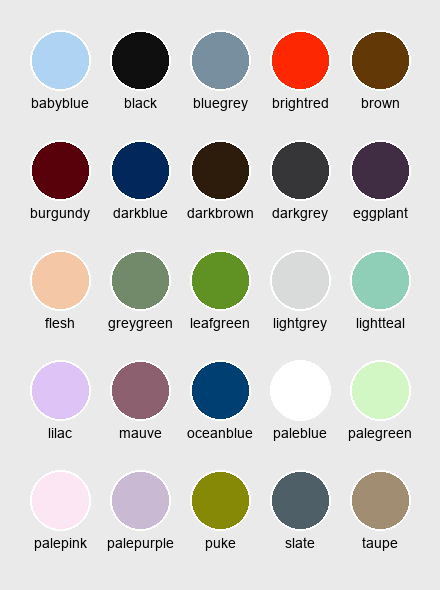 babyblue black bluegrey brightred brown
burgundy darkblue darkbrown darkgrey eggplant
flesh greygreen leafgreen lightgrey lightteal
lilac mauve oceanblue paleblue palegreen
palepink palepurple puke slate taupe